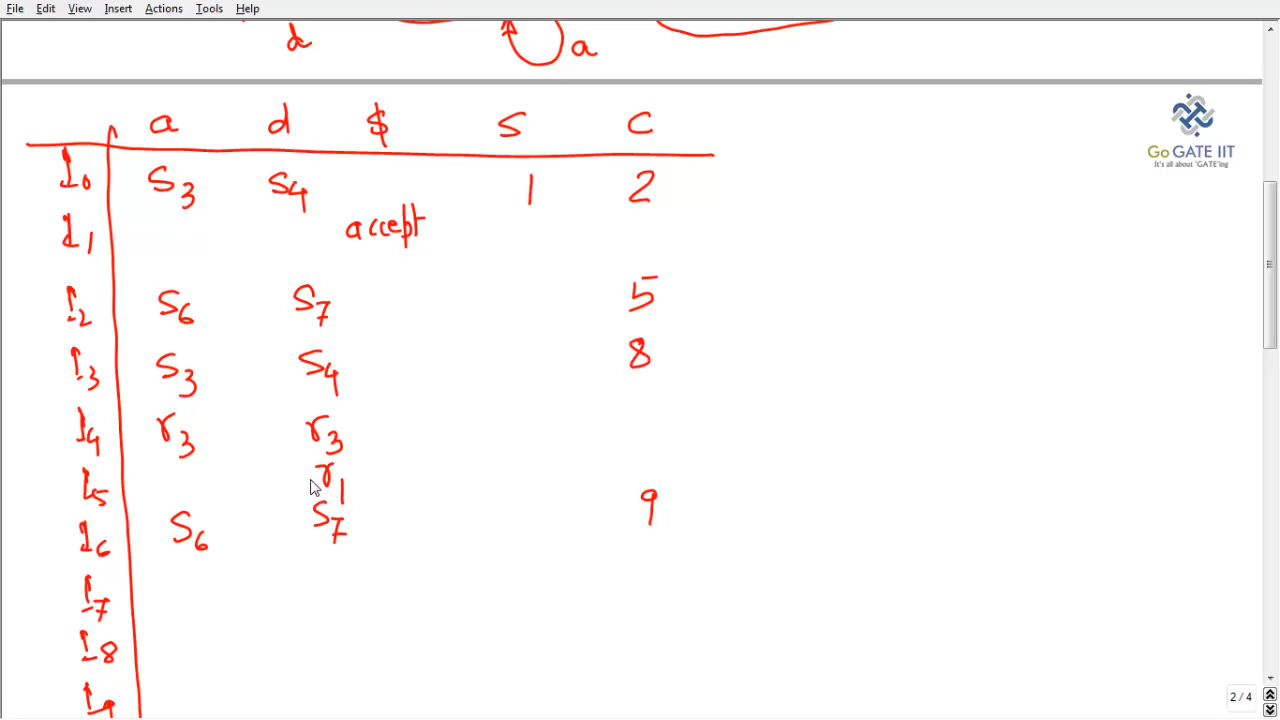 File Edit View Insert Actions Tools Help
d a
a d $ S C
Go GATE IIT
It's all about "GATE'ing
I0 S3 S4 1 2
I1 accept
I2 S6 S7 5
I3 S3 S4 8
I4 r3 r3
I5 r1
I6 S6 S7 9
I7
I8
I9
2 / 4